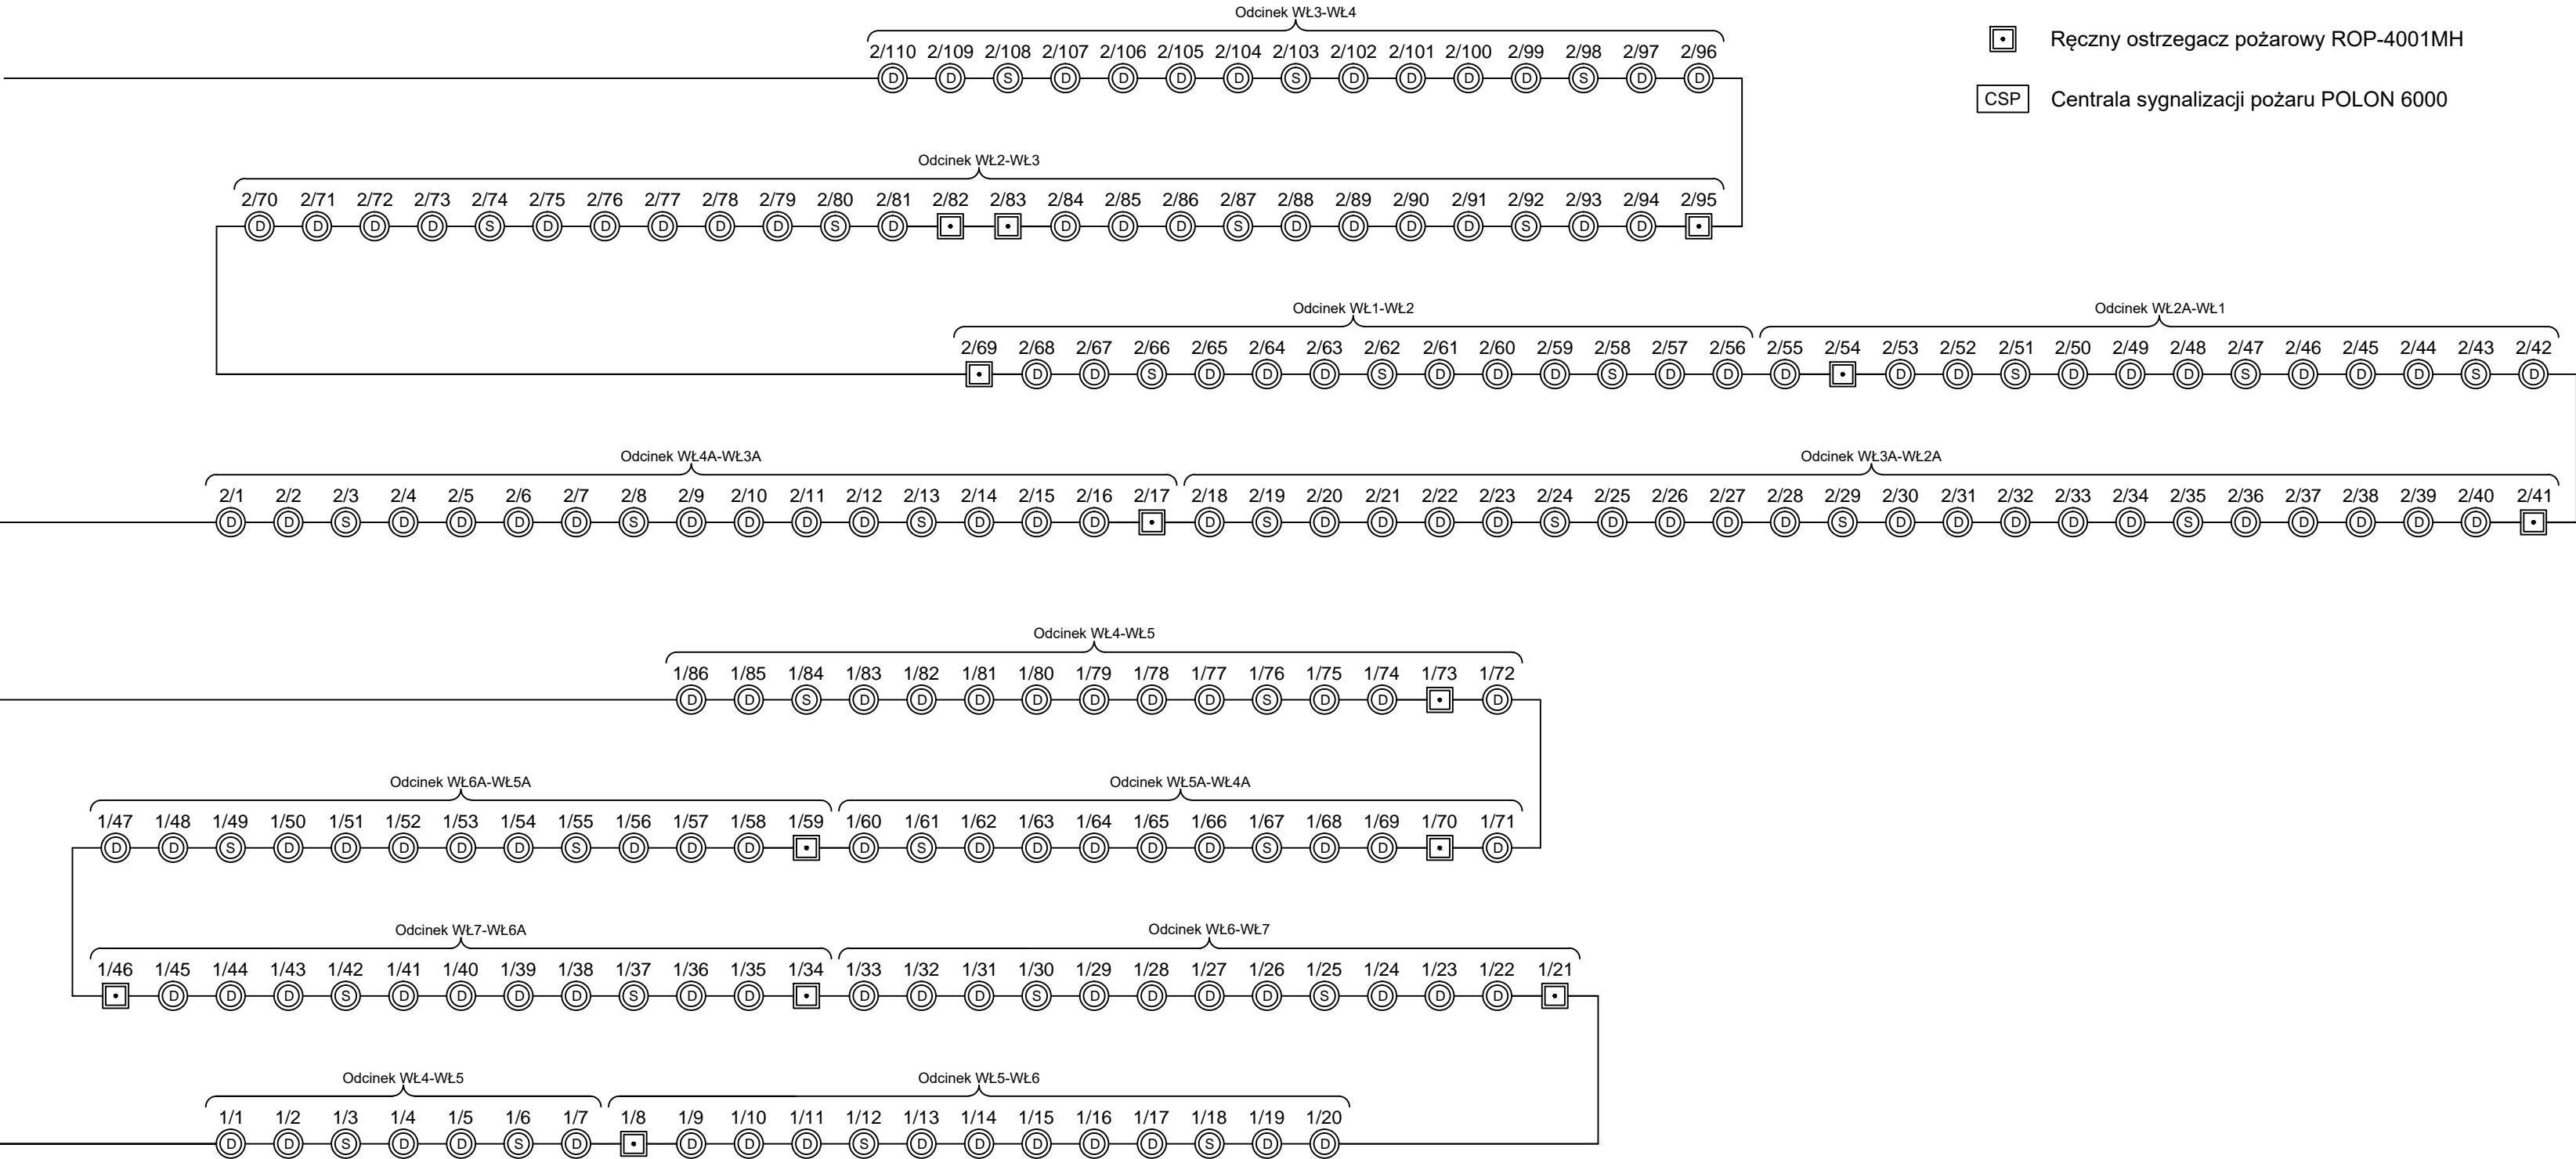 Odcinek WŁ3-WŁ4
2/110 2/109 2/108 2/107 2/106 2/105 2/104 2/103 2/102 2/101 2/100 2/99 2/98 2/97 2/96
D D S D D D D S D D D D S D D
Ręczny ostrzegacz pożarowy ROP-4001MH
CSP Centrala sygnalizacji pożaru POLON 6000
Odcinek WŁ2-WŁ3
2/70 2/71 2/72 2/73 2/74 2/75 2/76 2/77 2/78 2/79 2/80 2/81 2/82 2/83 2/84 2/85 2/86 2/87 2/88 2/89 2/90 2/91 2/92 2/93 2/94 2/95
D D D D S D D D D D S D D D D S D D D D S D D
Odcinek WŁ1-WŁ2 Odcinek WŁ2A-WŁ1
2/69 2/68 2/67 2/66 2/65 2/64 2/63 2/62 2/61 2/60 2/59 2/58 2/57 2/56 2/55 2/54 2/53 2/52 2/51 2/50 2/49 2/48 2/47 2/46 2/45 2/44 2/43 2/42
D D S D D D S D D D S D D D D D S D D D S D D D S D
Odcinek WŁ4A-WŁ3A Odcinek WŁ3A-WŁ2A
2/1 2/2 2/3 2/4 2/5 2/6 2/7 2/8 2/9 2/10 2/11 2/12 2/13 2/14 2/15 2/16 2/17 2/18 2/19 2/20 2/21 2/22 2/23 2/24 2/25 2/26 2/27 2/28 2/29 2/30 2/31 2/32 2/33 2/34 2/35 2/36 2/37 2/38 2/39 2/40 2/41
D D S D D D D S D D D D S D D D D S D D D D S D D D D S D D D D D S D D D D D
Odcinek WŁ4-WŁ5
1/86 1/85 1/84 1/83 1/82 1/81 1/80 1/79 1/78 1/77 1/76 1/75 1/74 1/73 1/72
D D S D D D D D D D S D D D
Odcinek WŁ6A-WŁ5A Odcinek WŁ5A-WŁ4A
1/47 1/48 1/49 1/50 1/51 1/52 1/53 1/54 1/55 1/56 1/57 1/58 1/59 1/60 1/61 1/62 1/63 1/64 1/65 1/66 1/67 1/68 1/69 1/70 1/71
D D S D D D D D S D D D D S D D D D D S D D D
Odcinek WŁ7-WŁ6A Odcinek WŁ6-WŁ7
1/46 1/45 1/44 1/43 1/42 1/41 1/40 1/39 1/38 1/37 1/36 1/35 1/34 1/33 1/32 1/31 1/30 1/29 1/28 1/27 1/26 1/25 1/24 1/23 1/22 1/21
D D D S D D D D S D D D D D S D D D D S D D D
Odcinek WŁ4-WŁ5 Odcinek WŁ5-WŁ6
1/1 1/2 1/3 1/4 1/5 1/6 1/7 1/8 1/9 1/10 1/11 1/12 1/13 1/14 1/15 1/16 1/17 1/18 1/19 1/20
D D S D D S D D D D S D D D D D S D D